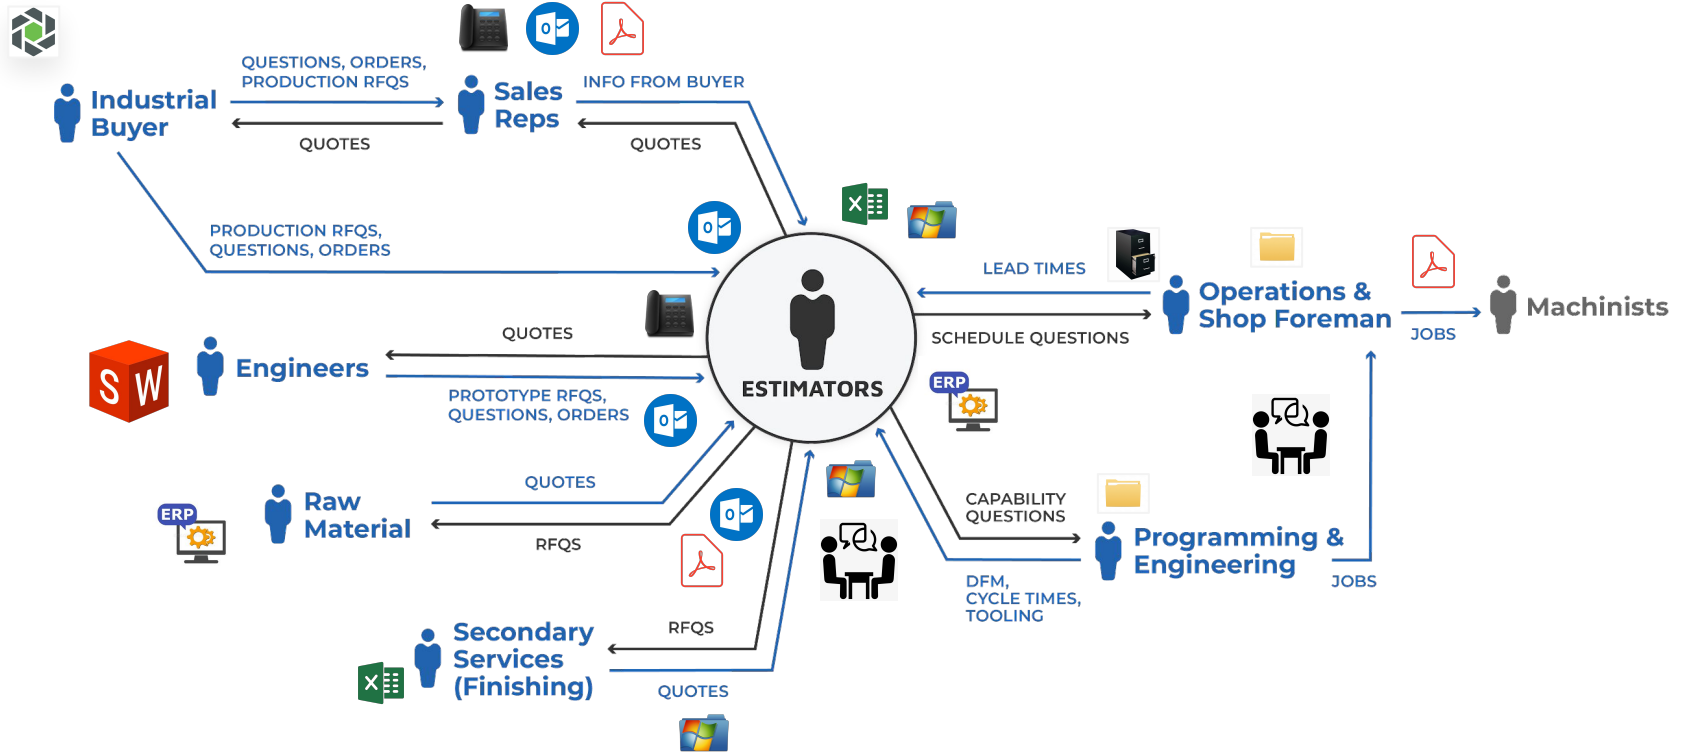 QUESTIONS, ORDERS,
PRODUCTION RFQS
Industrial
Buyer
QUOTES
Sales
Reps
INFO FROM BUYER
QUOTES
PRODUCTION RFQS,
QUESTIONS, ORDERS
LEAD TIMES
Operations &
Shop Foreman
SCHEDULE QUESTIONS
JOBS
Machinists
QUOTES
S W
Engineers
PROTOTYPE RFQS,
QUESTIONS, ORDERS
ESTIMATORS
ERP
QUOTES
ERP
Raw
Material
RFQS
CAPABILITY
QUESTIONS
Programming &
Engineering
DFM,
CYCLE TIMES,
TOOLING
JOBS
Secondary
Services
(Finishing)
RFQS
QUOTES
O
O
O
O
X
X